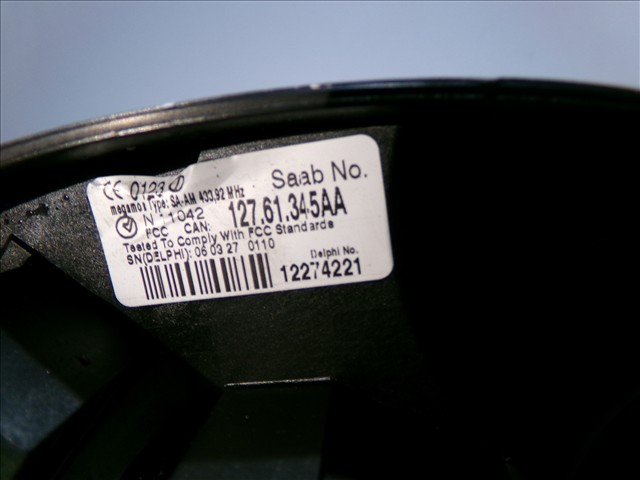 CE 0123 Saab No.
megamos Type: SA-AM 433,92 MHz
N 11042 127.61.345AA
FCC CAN:
Tested To Comply With FCC Standards
SN(DELPHI): 06 03 27 0110 Delphi No.
12274221